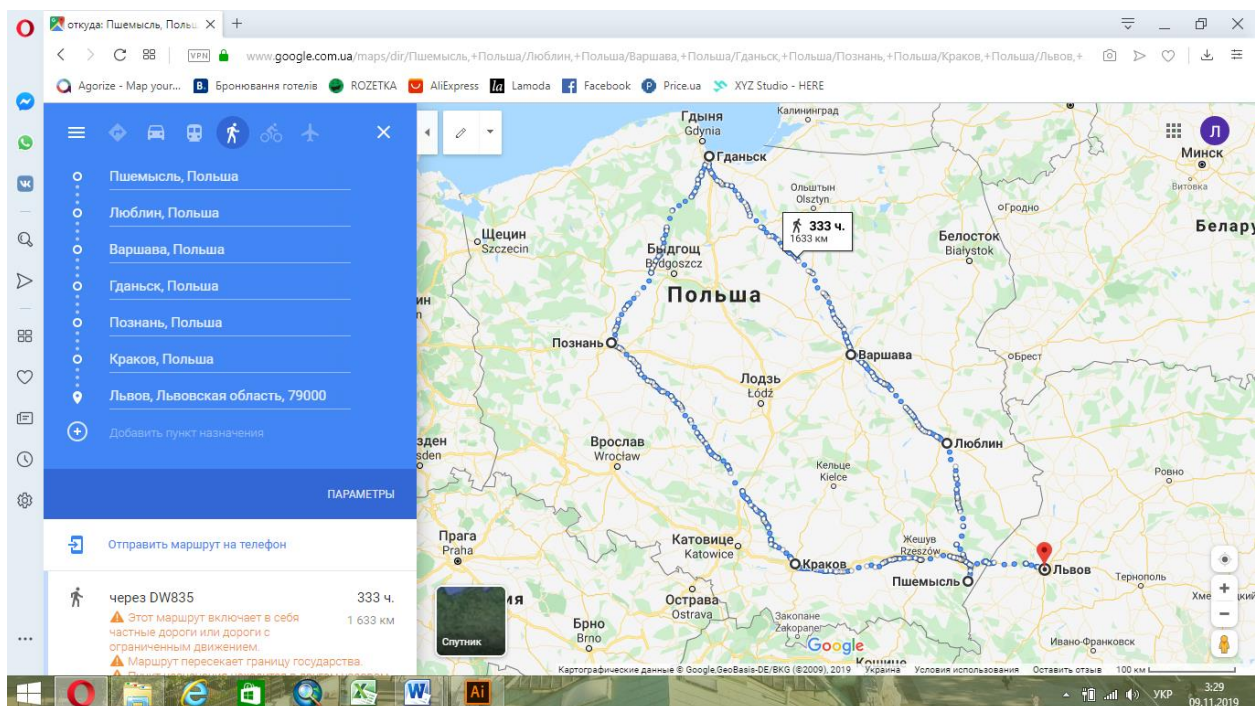 откуда: Пшемысль, Поль
VPN
www.google.com.ua/maps/dir/Пшемысль,+Польша/Люблин,+Польша/Варшава,+Польша/Гданьск,+Польша/Познань,+Польша/Краков,+Польша/Львов,+
Agorize - Map your...
B. Бронювання готелів
ROZETKA
AliExpress
la Lamoda
Facebook
Price.ua
XYZ Studio - HERE
Пшемысль, Польша
Люблин, Польша
Варшава, Польша
Гданьск, Польша
Познань, Польша
Краков, Польша
Львов, Львовская область, 79000
Добавить пункт назначения
ПАРАМЕТРЫ
Отправить маршрут на телефон
через DW835
333 ч.
1 633 км
Этот маршрут включает в себя
частные дороги или дороги с
ограниченным движением.
Маршрут пересекает границу государства.
Л
Калининград
Гдыня
Gdynia
Гданьск
Минск
Витовка
Ольштын
Olsztyn
Гродно
333 ч.
1633 км
Щецин
Szczecin
Белосток
Białystok
Белару
Быдгощ
Bydgoszcz
Польша
Познань
Варшава
Брест
Лодзь
Łódź
Врослав
Wrocław
Люблин
Кельце
Kielce
Ровно
Прага
Praha
Катовице
Katowice
Жешув
Rzeszów
Краков
Пшемысль
Львов
Тернополь
Хме
Острава
Ostrava
Закопане
Zakopane
Брно
Brno
Ивано-Франковск
Спутник
Google
Картографические данные © Google,GeoBasis-DE/BKG (©2009), 2019
Украина
Условия использования
Оставить отзыв
100 км
W
Ai
УКР
3:29
09.11.2019